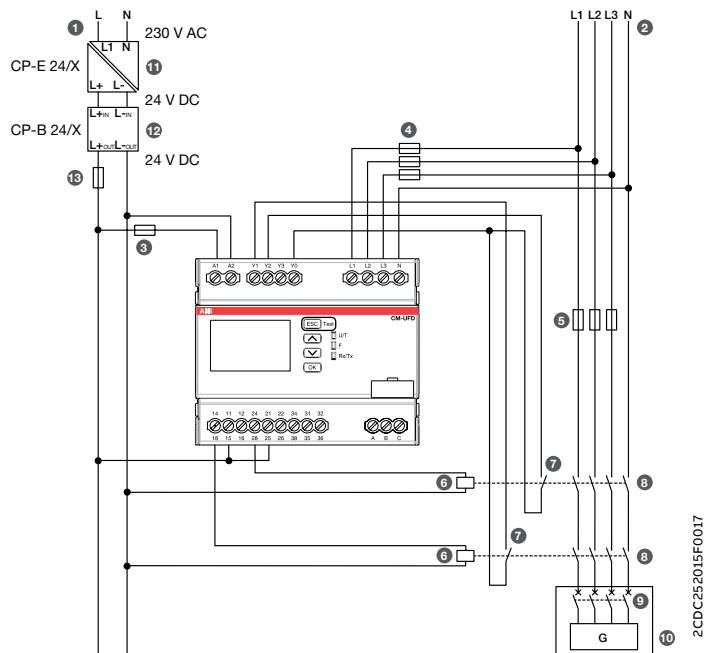 L N
L1 L2 L3 N
1
230 V AC
2
L1 N
CP-E 24/X
11
L+ L-
24 V DC
L+IN L-IN
CP-B 24/X
12
L+OUT L-OUT
24 V DC
4
13
3
A1 A2 Y1 Y2 Y3 Y0 L1 L2 L3 N
ABB
CM-UFD
ESC Test
U/T
F
Rx/Tx
OK
5
14 11 12 24 21 22 34 31 32
18 15 16 28 25 26 38 35 36
A B C
7
6
8
7
6
8
9
G
10
2CDC252015F0017